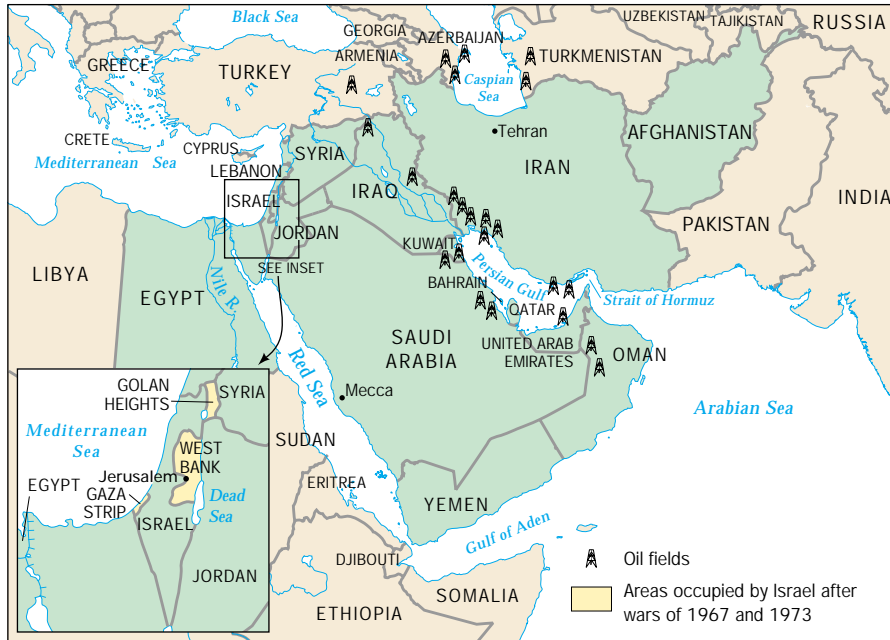 Black Sea
GEORGIA
AZERBAIJAN
UZBEKISTAN
TAJIKISTAN
RUSSIA
GREECE
TURKEY
ARMENIA
TURKMENISTAN
Caspian
Sea
CRETE
CYPRUS
Mediterranean Sea
LEBANON
SYRIA
Tehran
AFGHANISTAN
IRAN
IRAQ
ISRAEL
JORDAN
PAKISTAN
INDIA
SEE INSET
KUWAIT
LIBYA
EGYPT
Nile R.
BAHRAIN
Persian Gulf
QATAR
Strait of Hormuz
SAUDI
ARABIA
UNITED ARAB
EMIRATES
OMAN
Red Sea
Mecca
Arabian Sea
SUDAN
ERITREA
YEMEN
Gulf of Aden
DJIBOUTI
ETHIOPIA
SOMALIA
GOLAN
HEIGHTS
SYRIA
Mediterranean
Sea
WEST
BANK
Jerusalem
EGYPT
GAZA
STRIP
Dead
Sea
ISRAEL
JORDAN
Oil fields
Areas occupied by Israel after
wars of 1967 and 1973